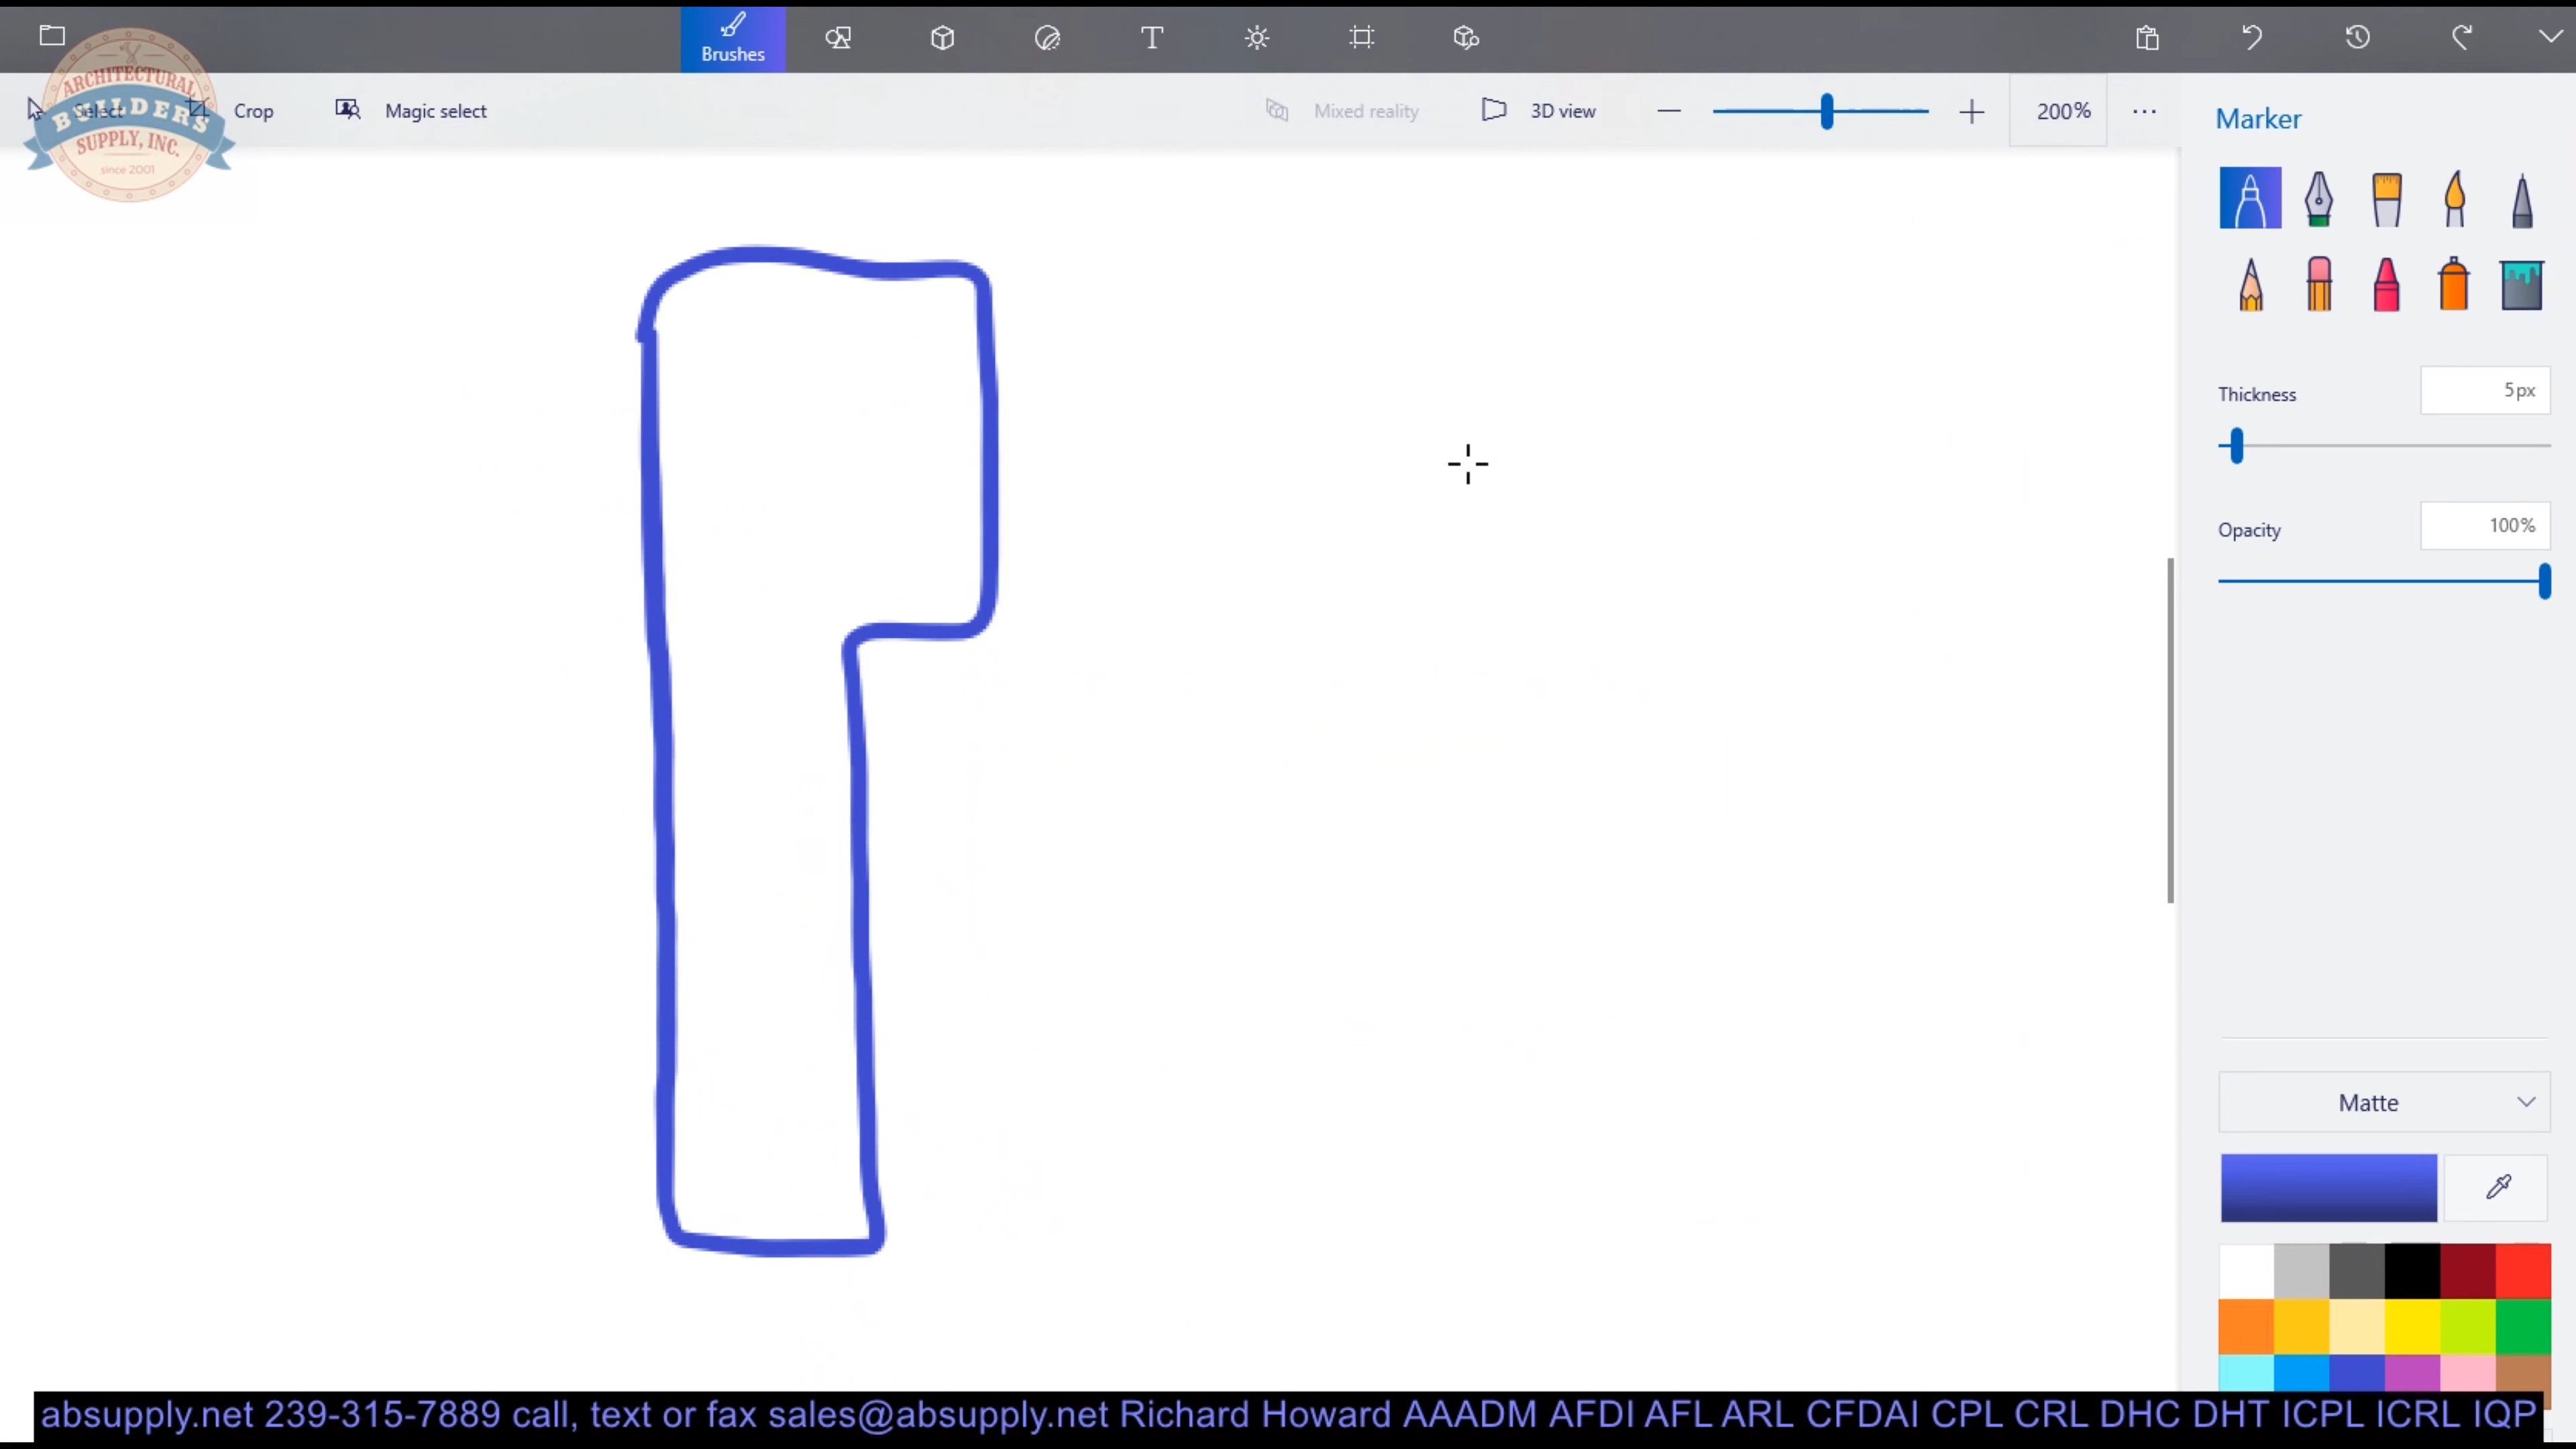 Brushes
ARCHITECTURAL
BUILDERS
SUPPLY, INC.
since 2001
Select
Crop
Magic select
Mixed reality
3D view
200%
Marker
Thickness
5px
Opacity
100%
Matte
absupply.net 239-315-7889 call, text or fax sales@absupply.net Richard Howard AAADM AFDI AFL ARL CFDAI CPL CRL DHC DHT ICPL ICRL IQP